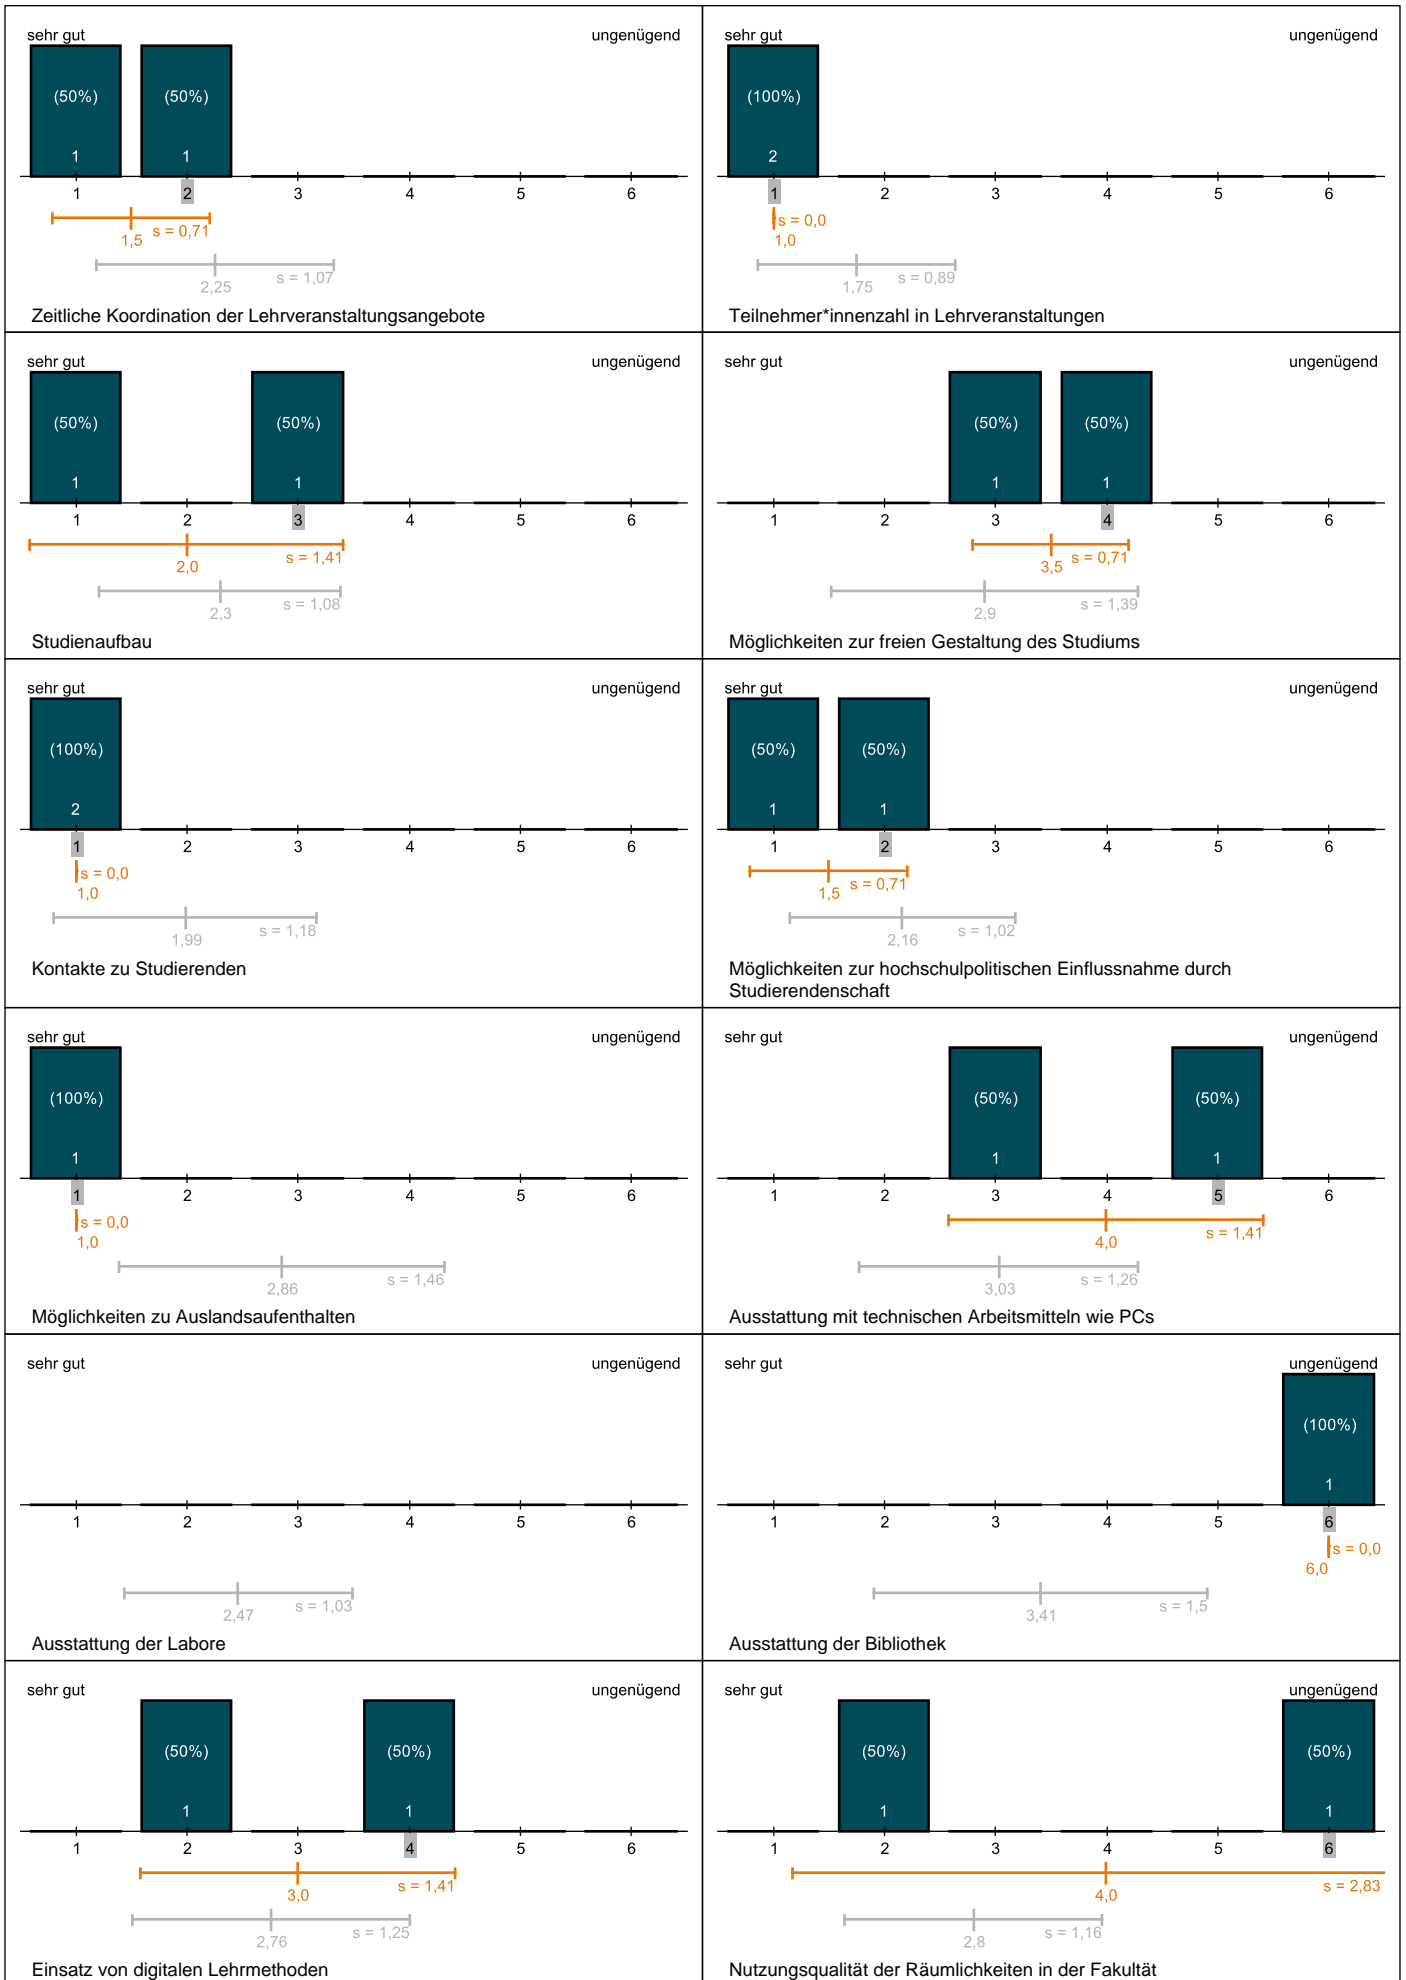 sehr gut ungenügend
(50%) (50%)
1 1
1 2 3 4 5 6
1,5 s = 0,71
2,25 s = 1,07
Zeitliche Koordination der Lehrveranstaltungsangebote
sehr gut ungenügend
(100%)
2
1 2 3 4 5 6
s = 0,0
1,0
1,75 s = 0,89
Teilnehmer*innenzahl in Lehrveranstaltungen
sehr gut ungenügend
(50%) (50%)
1 1
1 2 3 4 5 6
2,0 s = 1,41
2,3 s = 1,08
Studienaufbau
sehr gut ungenügend
(50%) (50%)
1 1
1 2 3 4 5 6
3,5 s = 0,71
2,9 s = 1,39
Möglichkeiten zur freien Gestaltung des Studiums
sehr gut ungenügend
(100%)
2
1 2 3 4 5 6
s = 0,0
1,0
1,99 s = 1,18
Kontakte zu Studierenden
sehr gut ungenügend
(50%) (50%)
1 1
1 2 3 4 5 6
1,5 s = 0,71
2,16 s = 1,02
Möglichkeiten zur hochschulpolitischen Einflussnahme durch
Studierendenschaft
sehr gut ungenügend
(100%)
1
1 2 3 4 5 6
s = 0,0
1,0
2,86 s = 1,46
Möglichkeiten zu Auslandsaufenthalten
sehr gut ungenügend
(50%) (50%)
1 1
1 2 3 4 5 6
4,0 s = 1,41
3,03 s = 1,26
Ausstattung mit technischen Arbeitsmitteln wie PCs
sehr gut ungenügend
1 2 3 4 5 6
2,47 s = 1,03
Ausstattung der Labore
sehr gut ungenügend
(100%)
1
1 2 3 4 5 6
s = 0,0
6,0
3,41 s = 1,5
Ausstattung der Bibliothek
sehr gut ungenügend
(50%) (50%)
1 1
1 2 3 4 5 6
3,0 s = 1,41
2,76 s = 1,25
Einsatz von digitalen Lehrmethoden
sehr gut ungenügend
(50%) (50%)
1 1
1 2 3 4 5 6
4,0 s = 2,83
2,8 s = 1,16
Nutzungsqualität der Räumlichkeiten in der Fakultät